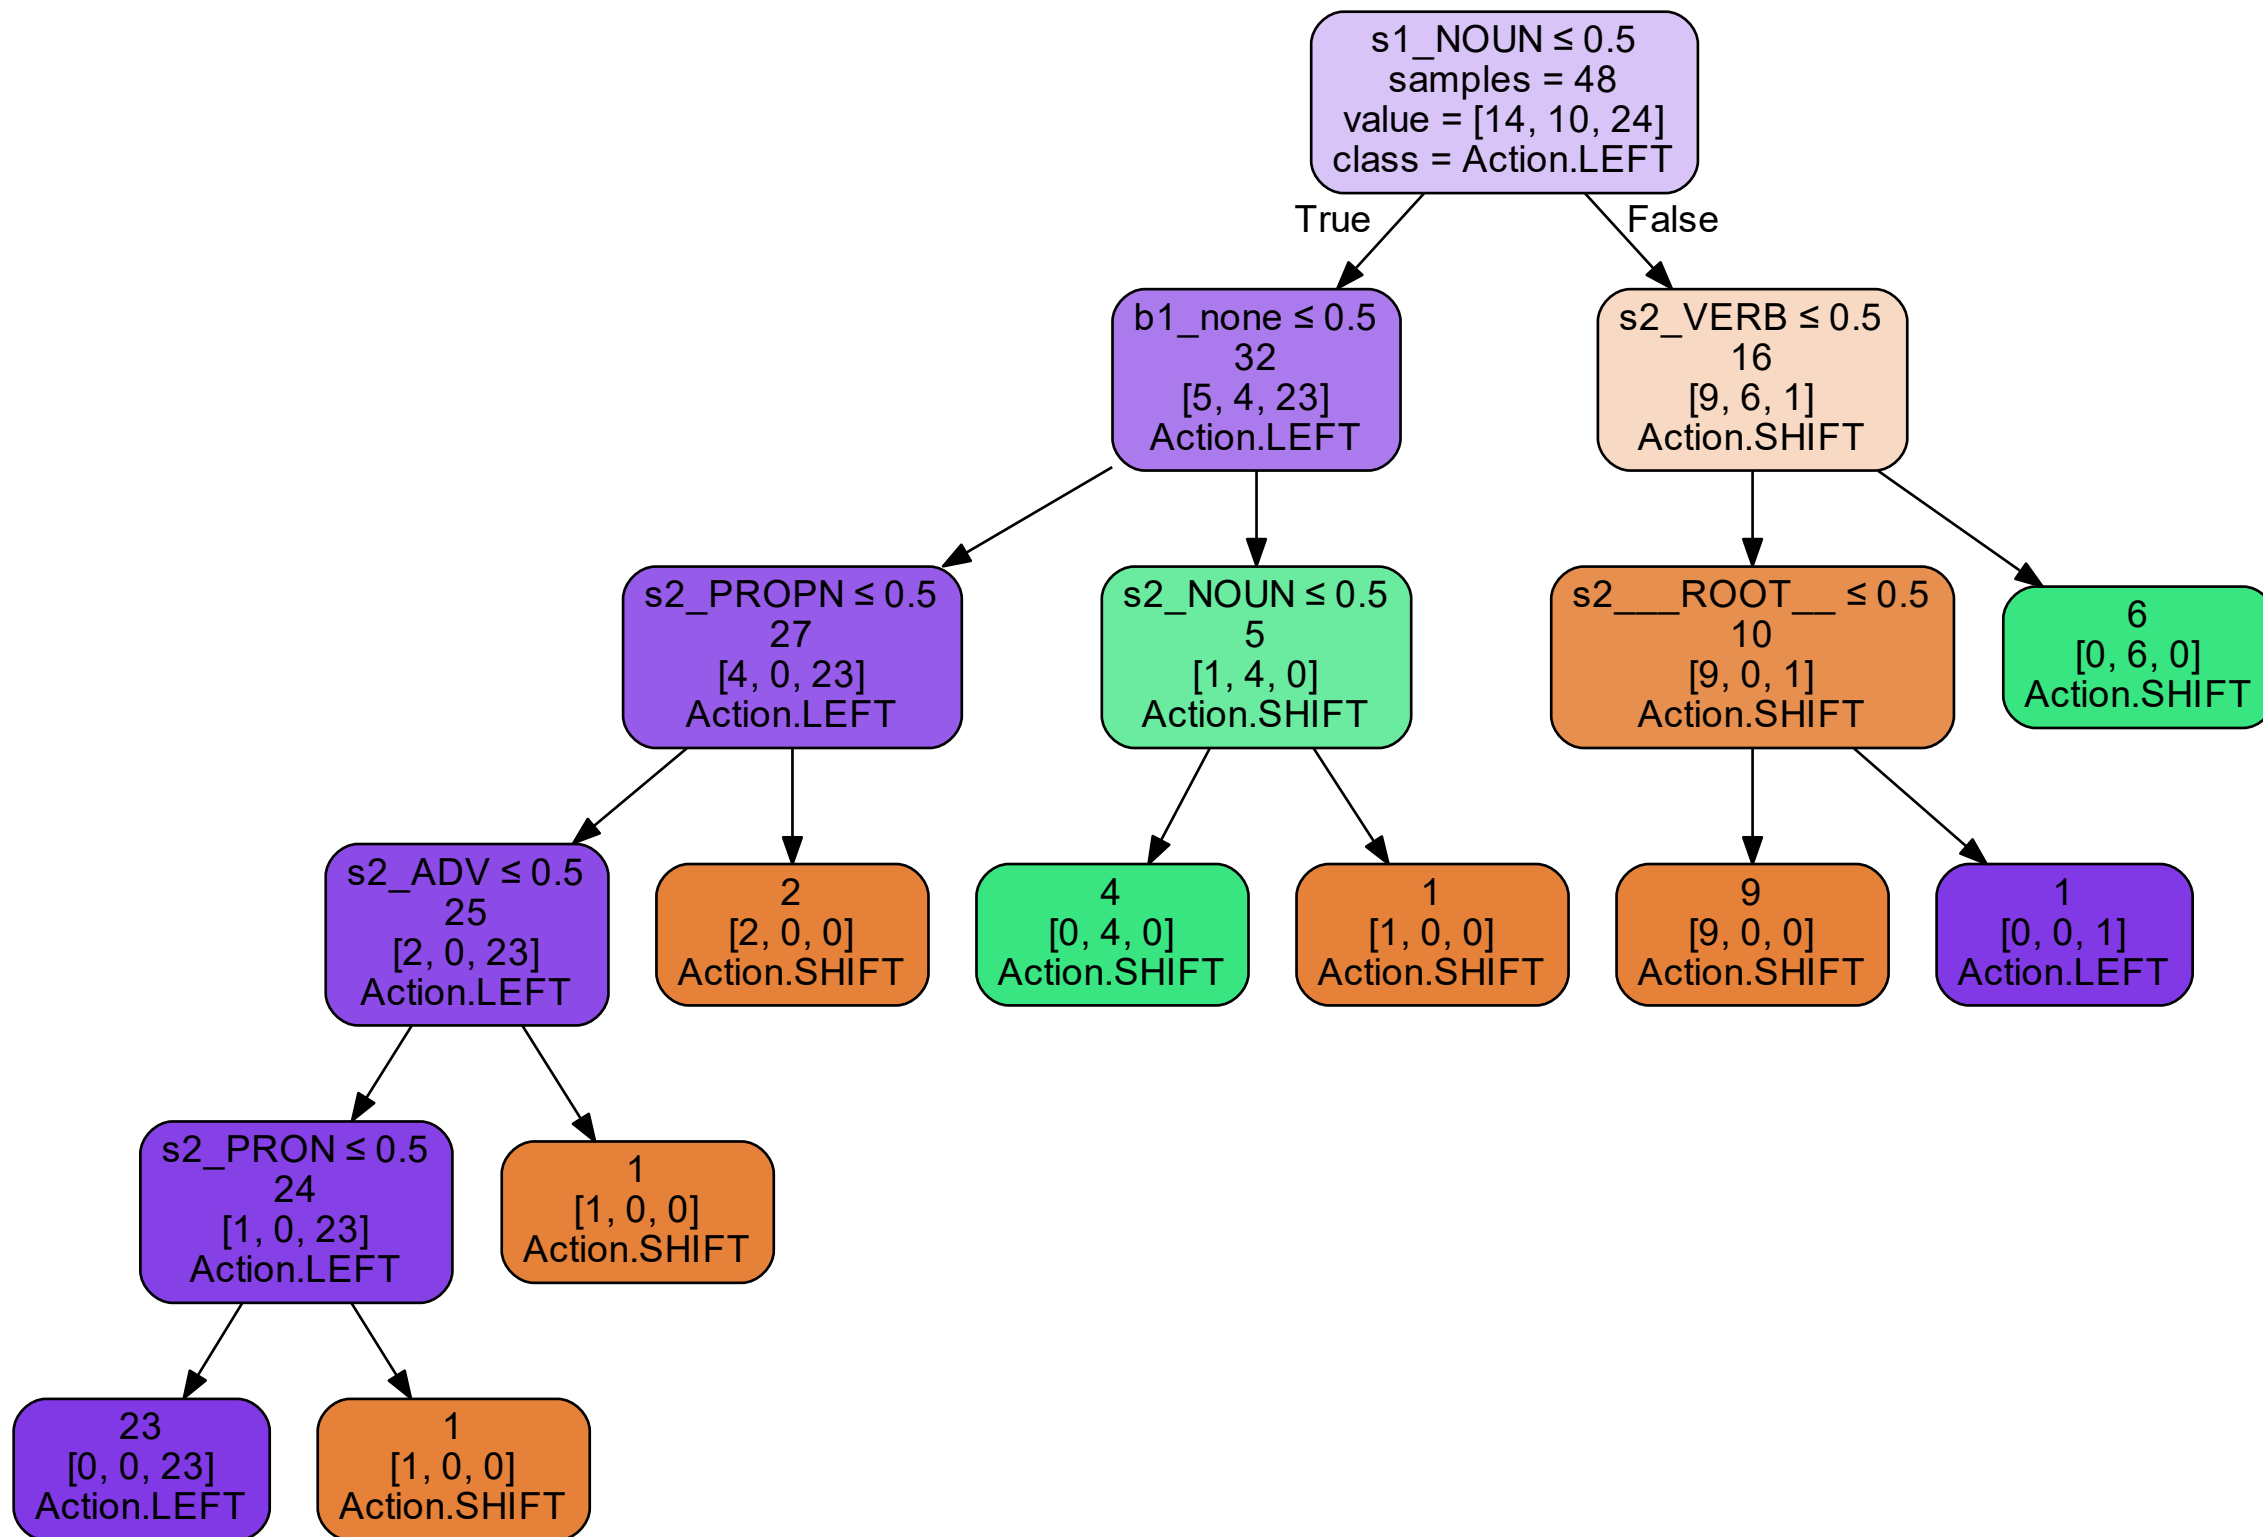 s1_NOUN ≤ 0.5
samples = 48
value = [14, 10, 24]
class = Action.LEFT
True
False
b1_none ≤ 0.5
32
[5, 4, 23]
Action.LEFT
s2_VERB ≤ 0.5
16
[9, 6, 1]
Action.SHIFT
s2_PROPN ≤ 0.5
27
[4, 0, 23]
Action.LEFT
s2_NOUN ≤ 0.5
5
[1, 4, 0]
Action.SHIFT
s2___ROOT__ ≤ 0.5
10
[9, 0, 1]
Action.SHIFT
6
[0, 6, 0]
Action.SHIFT
s2_ADV ≤ 0.5
25
[2, 0, 23]
Action.LEFT
2
[2, 0, 0]
Action.SHIFT
4
[0, 4, 0]
Action.SHIFT
1
[1, 0, 0]
Action.SHIFT
9
[9, 0, 0]
Action.SHIFT
1
[0, 0, 1]
Action.LEFT
s2_PRON ≤ 0.5
24
[1, 0, 23]
Action.LEFT
1
[1, 0, 0]
Action.SHIFT
23
[0, 0, 23]
Action.LEFT
1
[1, 0, 0]
Action.SHIFT